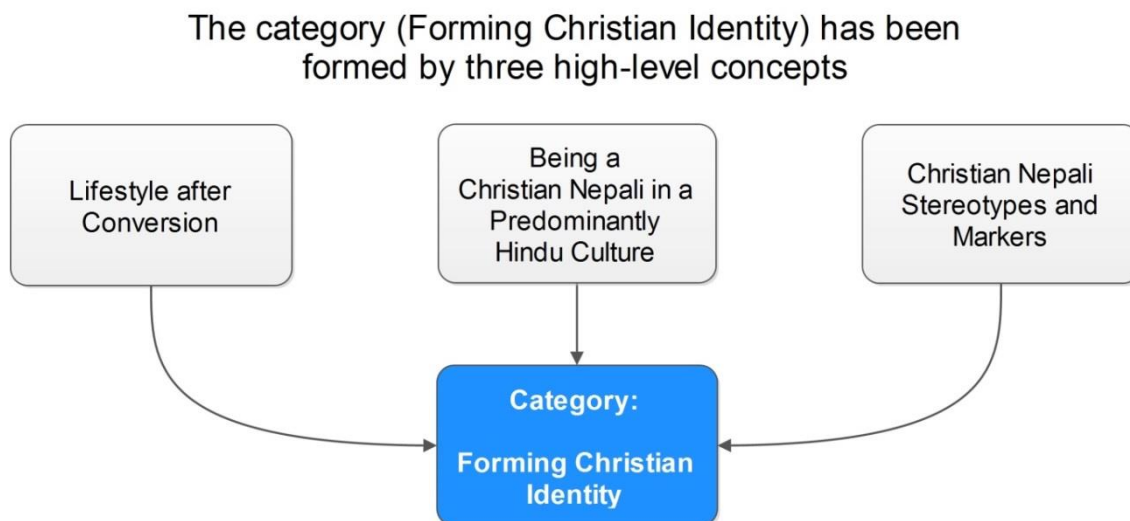 The category (Forming Christian Identity) has been
formed by three high-level concepts
Lifestyle after
Conversion
Being a
Christian Nepali in a
Predominantly
Hindu Culture
Christian Nepali
Stereotypes and
Markers
Category:
Forming Christian
Identity